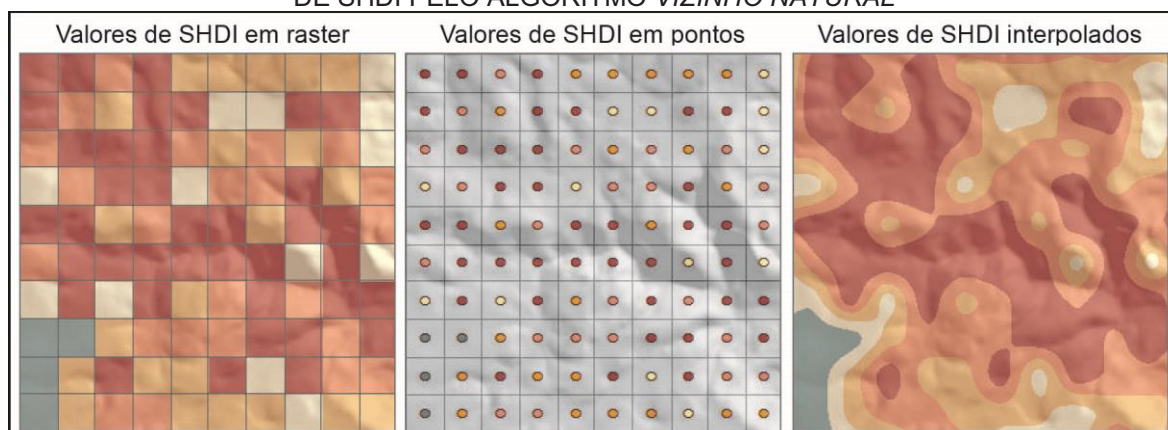 DE SHDI PELO ALGORITMO VIZINHO NATURAL
Valores de SHDI em raster
Valores de SHDI em pontos
Valores de SHDI interpolados